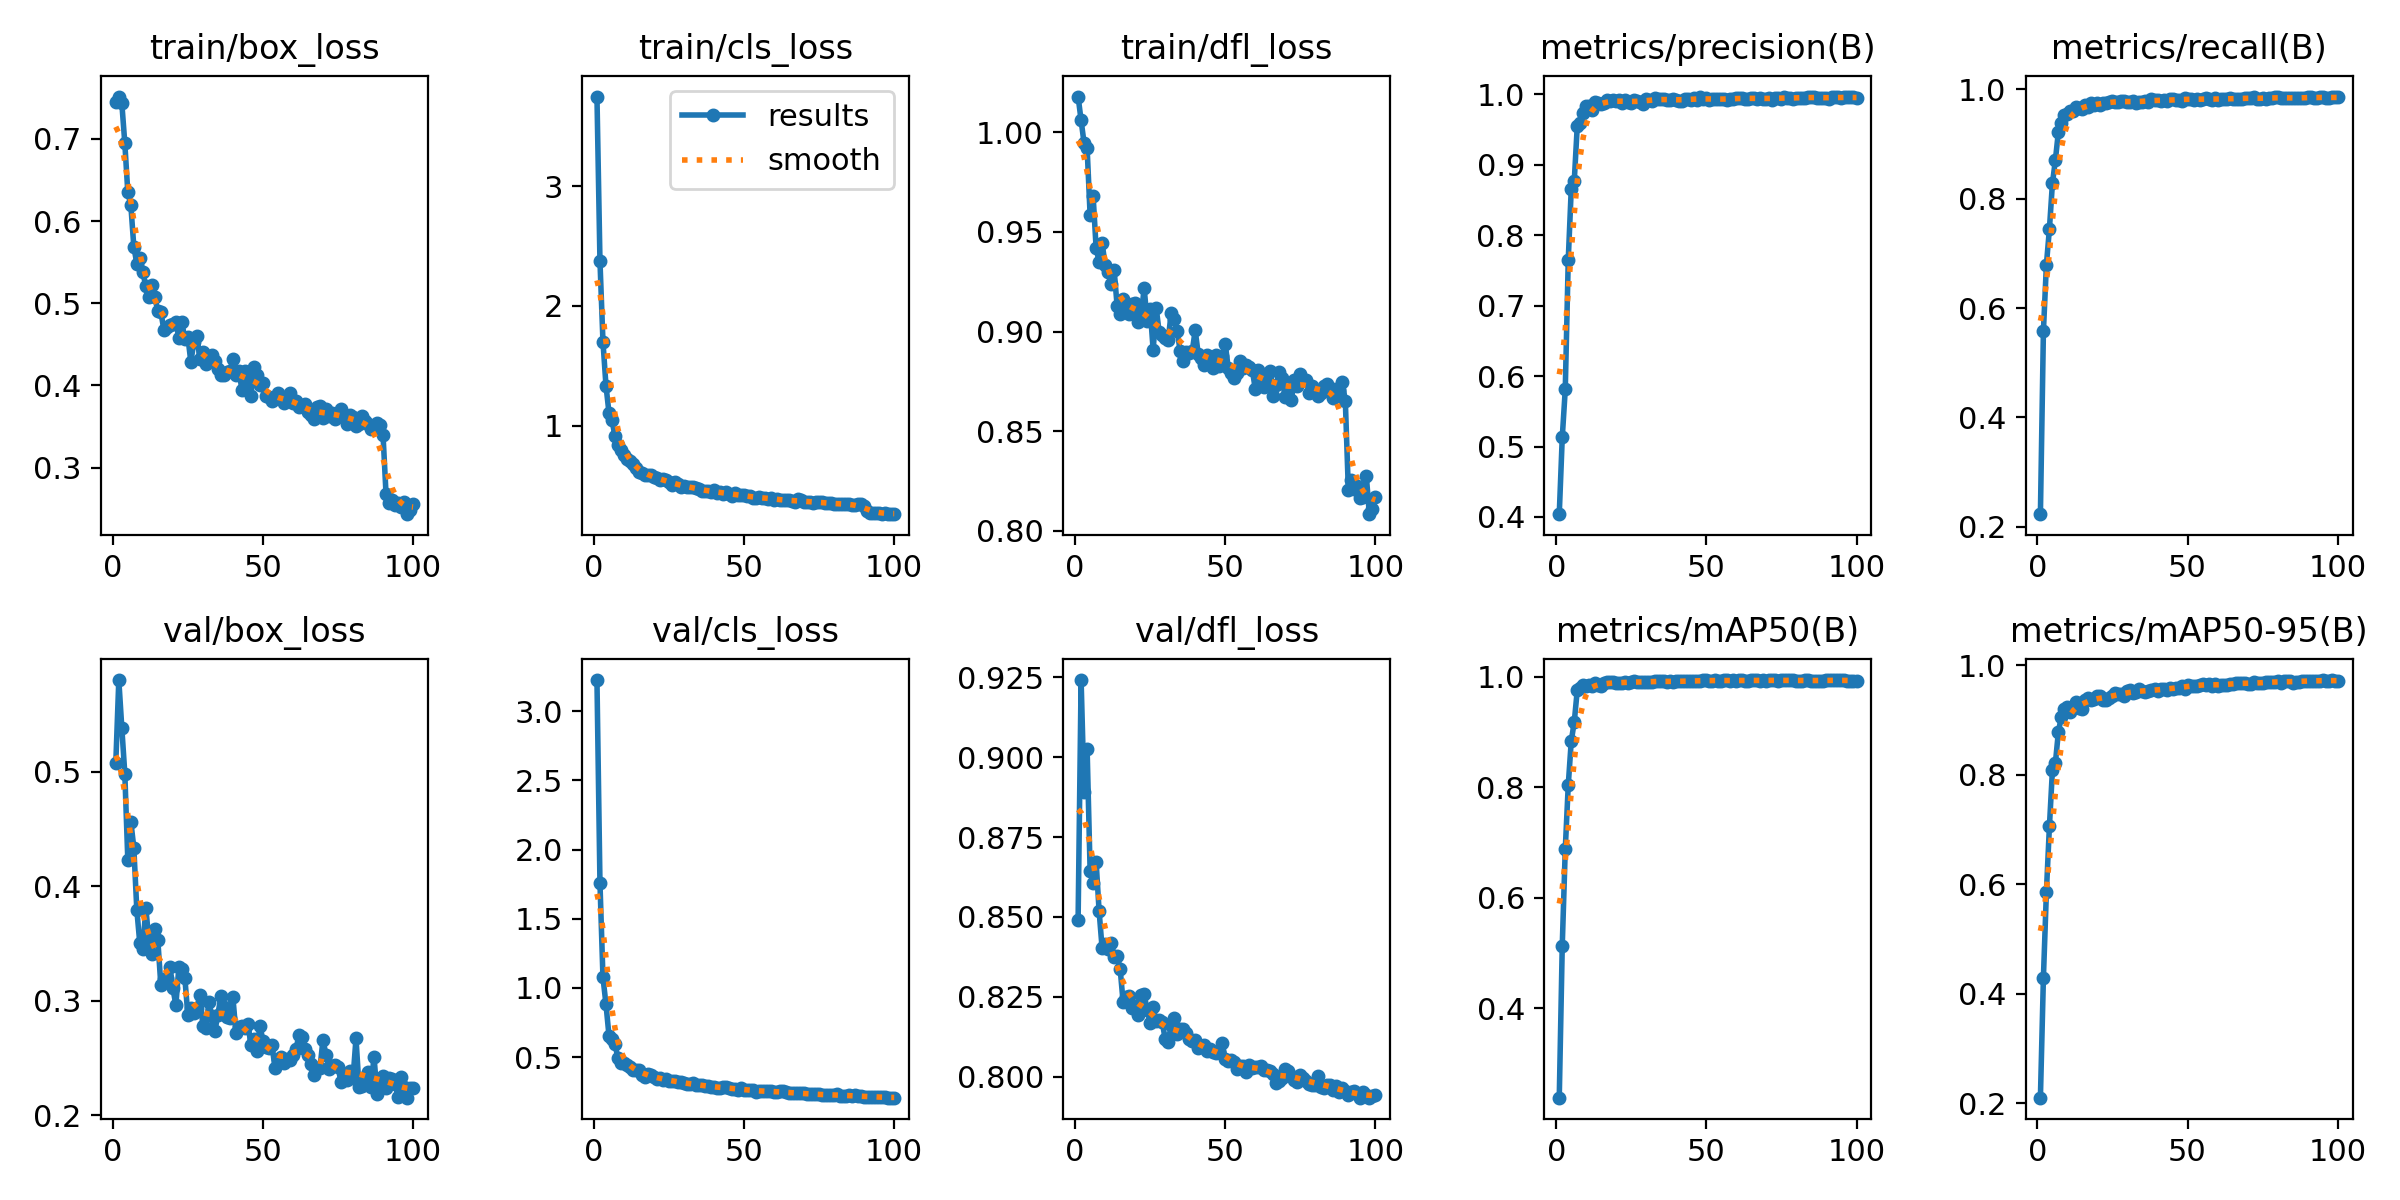 train/box_loss
0.7
0.6
0.5
0.4
0.3
0 50 100
train/cls_loss
results
smooth
3
2
1
0 50 100
train/dfl_loss
1.00
0.95
0.90
0.85
0.80
0 50 100
metrics/precision(B)
1.0
0.9
0.8
0.7
0.6
0.5
0.4
0 50 100
metrics/recall(B)
1.0
0.8
0.6
0.4
0.2
0 50 100
val/box_loss
0.5
0.4
0.3
0.2
0 50 100
val/cls_loss
3.0
2.5
2.0
1.5
1.0
0.5
0 50 100
val/dfl_loss
0.925
0.900
0.875
0.850
0.825
0.800
0 50 100
metrics/mAP50(B)
1.0
0.8
0.6
0.4
0 50 100
metrics/mAP50-95(B)
1.0
0.8
0.6
0.4
0.2
0 50 100